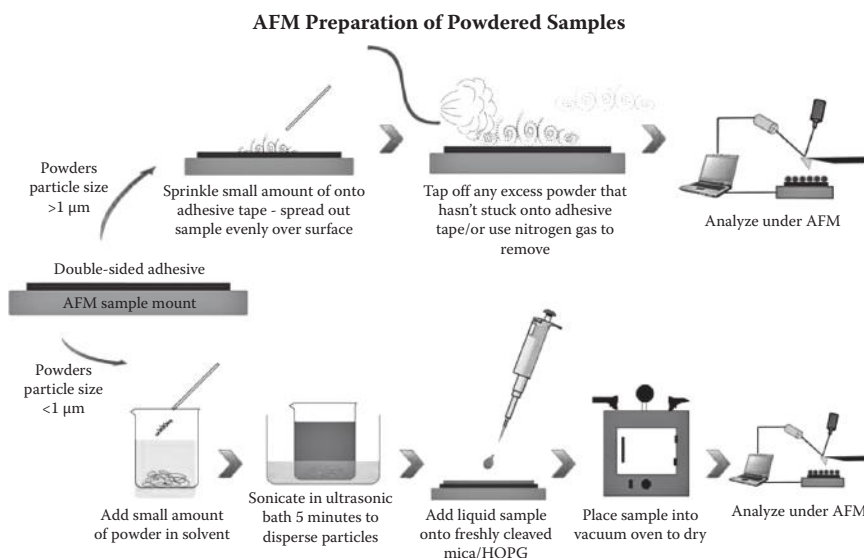 AFM Preparation of Powdered Samples
Powders
particle size
>1 µm
Sprinkle small amount of onto
adhesive tape - spread out
sample evenly over surface
Tap off any excess powder that
hasn't stuck onto adhesive
tape/or use nitrogen gas to
remove
Analyze under AFM
Double-sided adhesive
AFM sample mount
Powders
particle size
<1 µm
Add small amount
of powder in solvent
Sonicate in ultrasonic
bath 5 minutes to
disperse particles
Add liquid sample
onto freshly cleaved
mica/HOPG
Place sample into
vacuum oven to dry
Analyze under AFM